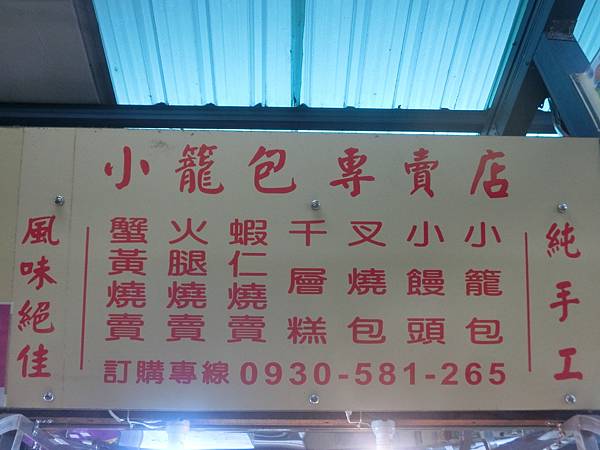 小籠包專賣店
純手工
小籠包
小饅頭
叉燒包
千層糕
蝦仁燒賣
火腿燒賣
蟹黃燒賣
風味絕佳
訂購專線 0930-581-265